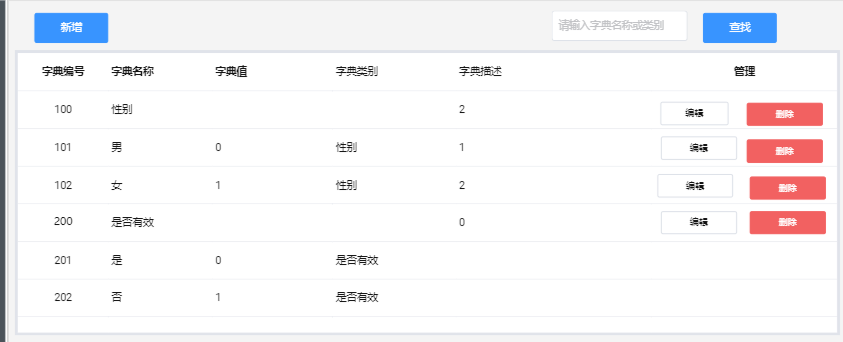 新增 请输入字典名称或类别 查找
字典编号 字典名称 字典值 字典类别 字典描述 管理
100 性别 2 编辑 删除
101 男 0 性别 1 编辑 删除
102 女 1 性别 2 编辑 删除
200 是否有效 0 编辑 删除
201 是 0 是否有效
202 否 1 是否有效